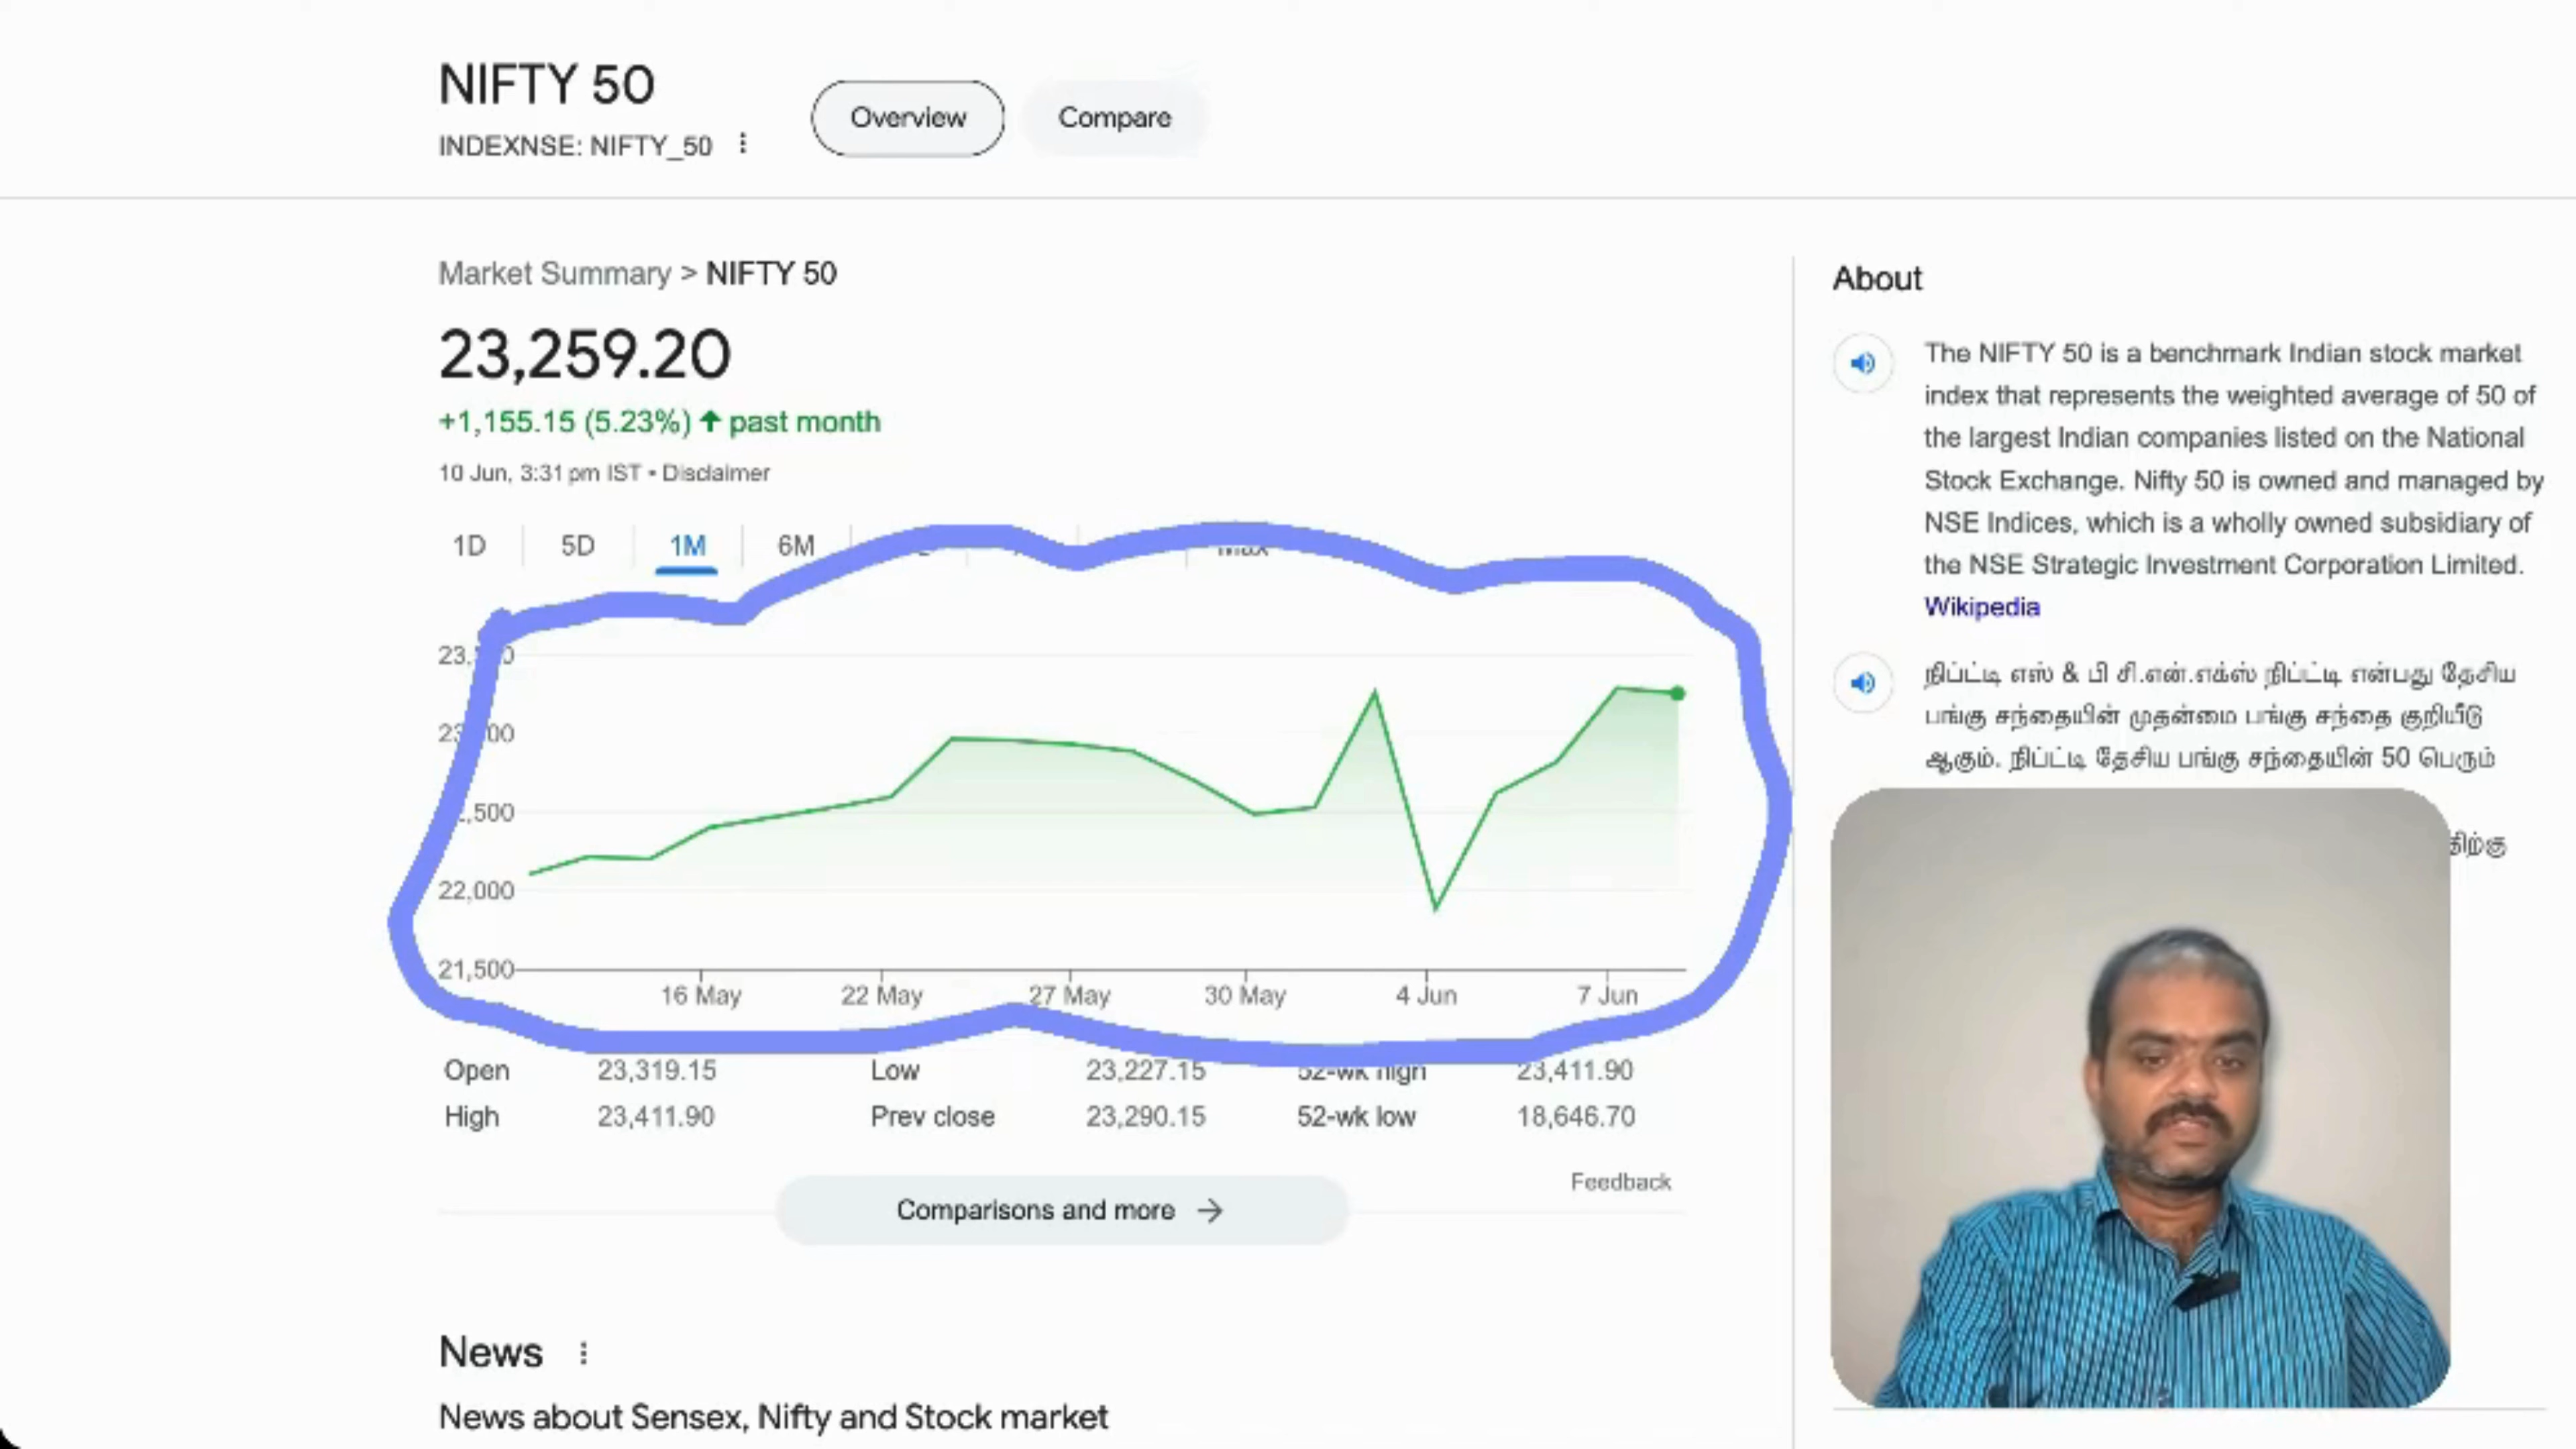 NIFTY 50
INDEXNSE: NIFTY_50
Overview
Compare
Market Summary > NIFTY 50
23,259.20
+1,155.15 (5.23%) ↑ past month
10 Jun, 3:31 pm IST • Disclaimer
1D 5D 1M 6M Max
22,000
21,500
16 May 22 May 27 May 30 May 4 Jun 7 Jun
Open 23,319.15 Low 23,227.15 52-wk high 23,411.90
High 23,411.90 Prev close 23,290.15 52-wk low 18,646.70
Feedback
Comparisons and more →
News
News about Sensex, Nifty and Stock market
About
The NIFTY 50 is a benchmark Indian stock market
index that represents the weighted average of 50 of
the largest Indian companies listed on the National
Stock Exchange. Nifty 50 is owned and managed by
NSE Indices, which is a wholly owned subsidiary of
the NSE Strategic Investment Corporation Limited.
Wikipedia
நிப்ட்டி எஸ் & பி சி.என்.எக்ஸ் நிப்ட்டி என்பது தேசிய
பங்கு சந்தையின் முதன்மை பங்கு சந்தை குறியீடு
ஆகும். நிப்ட்டி தேசிய பங்கு சந்தையின் 50 பெரும்